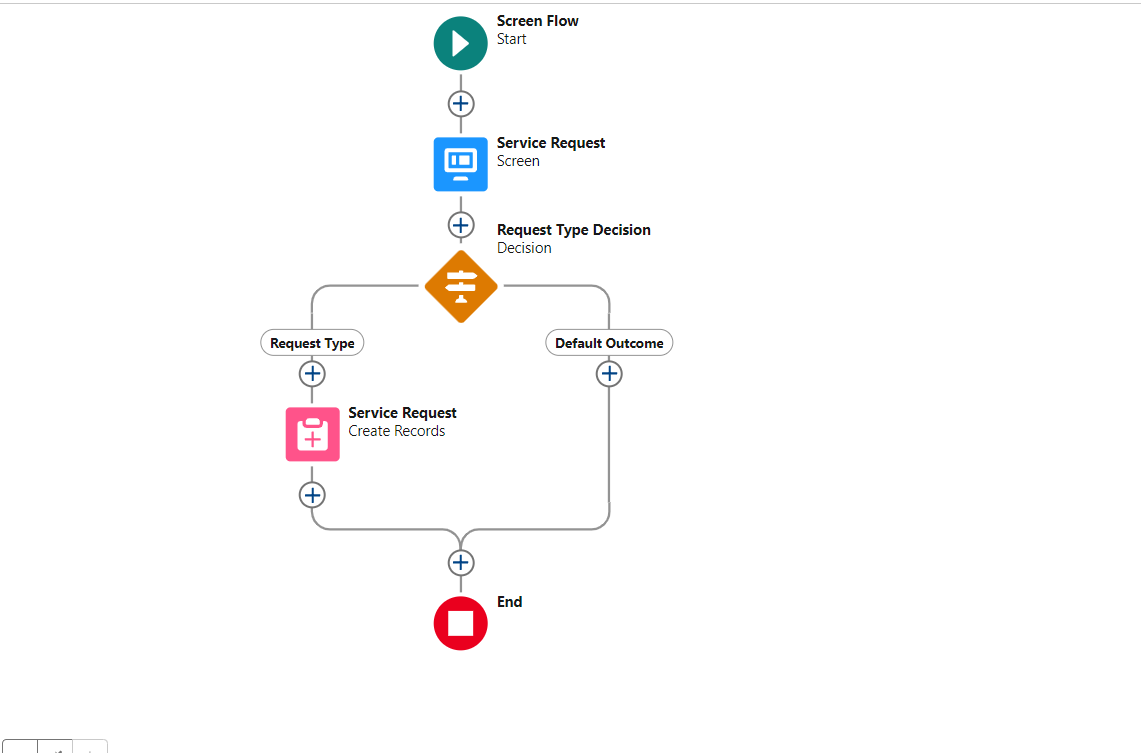 Screen Flow
Start
Service Request
Screen
Request Type Decision
Decision
Request Type
Default Outcome
Service Request
Create Records
End